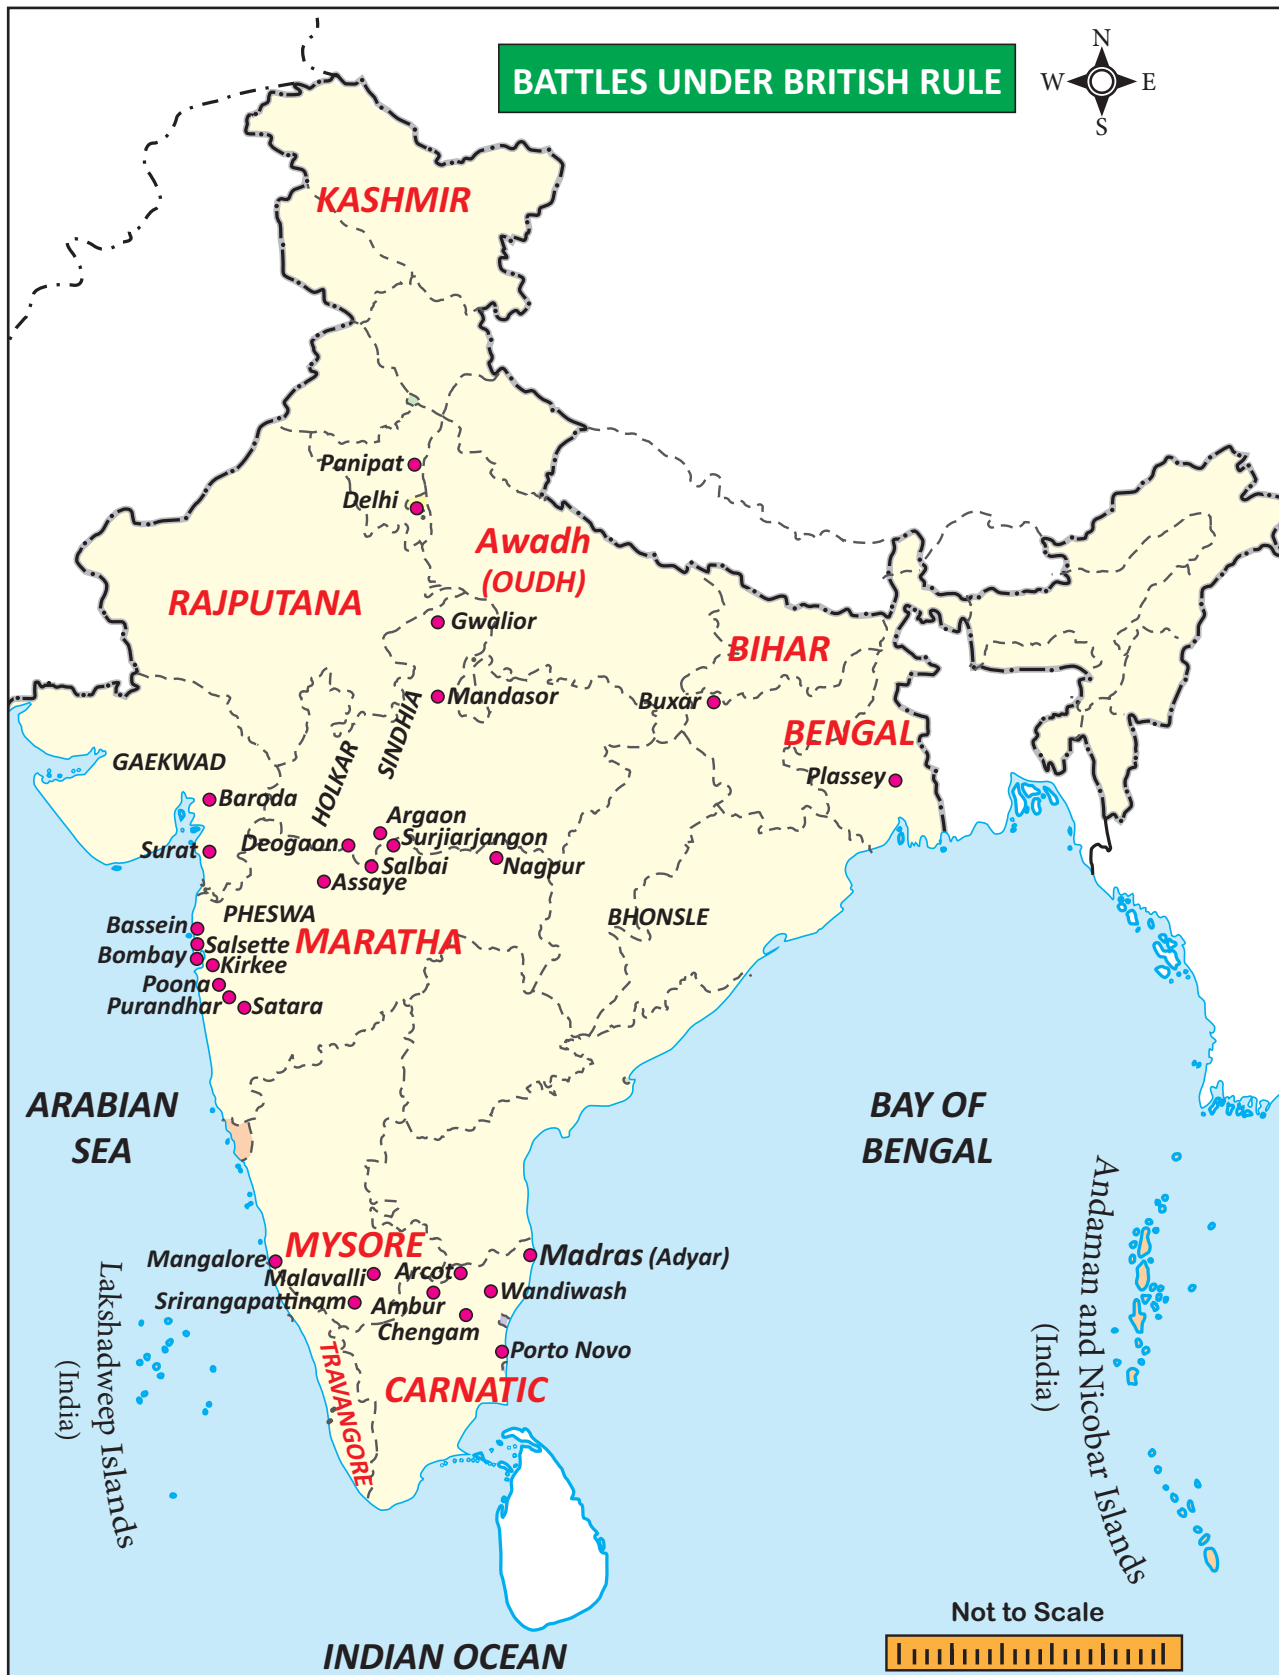 BATTLES UNDER BRITISH RULE
N
W
E
S
KASHMIR
Panipat
Delhi
Awadh
(OUDH)
RAJPUTANA
Gwalior
BIHAR
Mandasor
Buxar
SINDHIA
BENGAL
GAEKWAD
HOLKAR
Plassey
Baroda
Argaon
Deogaon
Surjiarjangon
Surat
Salbai
Nagpur
Assaye
PHESWA
BHONSLE
Bassein
MARATHA
Salsette
Bombay
Kirkee
Poona
Purandhar
Satara
ARABIAN
SEA
BAY OF
BENGAL
MYSORE
Mangalore
Malavalli
Arcot
Madras (Adyar)
Srirangapattinam
Ambur
Wandiwash
Chengam
Porto Novo
TRAVANGORE
CARNATIC
Lakshadweep Islands
(India)
Andaman and Nicobar Islands
(India)
Not to Scale
INDIAN OCEAN